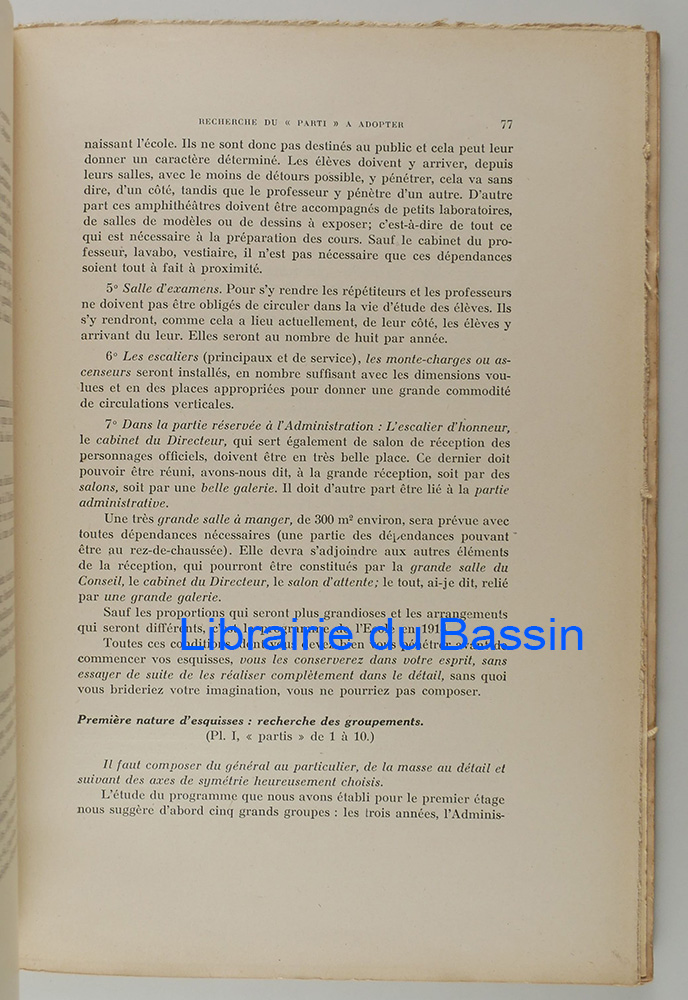 RECHERCHE DU « PARTI » A ADOPTER 77
naissant l'école. Ils ne sont donc pas destinés au public et cela peut leur
donner un caractère déterminé. Les élèves doivent y arriver, depuis
leurs salles, avec le moins de détours possible, y pénétrer, cela va sans
dire, d'un côté, tandis que le professeur y pénètre d'un autre. D'autre
part ces amphithéâtres doivent être accompagnés de petits laboratoires,
de salles de modèles ou de dessins à exposer; c'est-à-dire de tout ce
qui est nécessaire à la préparation des cours. Sauf le cabinet du pro-
fesseur, lavabo, vestiaire, il n'est pas nécessaire que ces dépendances
soient tout à fait à proximité.
5° Salle d'examens. Pour s'y rendre les répétiteurs et les professeurs
ne doivent pas être obligés de circuler dans la vie d'étude des élèves. Ils
s'y rendront, comme cela a lieu actuellement, de leur côté, les élèves y
arrivant du leur. Elles seront au nombre de huit par année.
6° Les escaliers (principaux et de service), les monte-charges ou as-
censeurs seront installés, en nombre suffisant avec les dimensions vou-
lues et en des places appropriées pour donner une grande commodité
de circulations verticales.
7° Dans la partie réservée à l'Administration : L'escalier d'honneur,
le cabinet du Directeur, qui sert également de salon de réception des
personnages officiels, doivent être en très belle place. Ce dernier doit
pouvoir être réuni, avons-nous dit, à la grande réception, soit par des
salons, soit par une belle galerie. Il doit d'autre part être lié à la partie
administrative.
Une très grande salle à manger, de 300 m² environ, sera prévue avec
toutes dépendances nécessaires (une partie des dépendances pouvant
être au rez-de-chaussée). Elle devra s'adjoindre aux autres éléments
de la réception, qui pourront être constitués par la grande salle du
Conseil, le cabinet du Directeur, le salon d'attente; le tout, ai-je dit, relié
par une grande galerie.
Sauf les proportions qui seront plus grandioses et les arrangements
qui seront différents, programme de l'Ecole en 191
Librairie du Bassin
Toutes ces conditions dont vous devez bien vous pénétrer avant de
commencer vos esquisses, vous les conserverez dans votre esprit, sans
essayer de suite de les réaliser complètement dans le détail, sans quoi
vous brideriez votre imagination, vous ne pourriez pas composer.
Première nature d'esquisses : recherche des groupements.
(Pl. I, « partis » de 1 à 10.)
Il faut composer du général au particulier, de la masse au détail et
suivant des axes de symétrie heureusement choisis.
L'étude du programme que nous avons établi pour le premier étage
nous suggère d'abord cinq grands groupes : les trois années, l'Adminis-